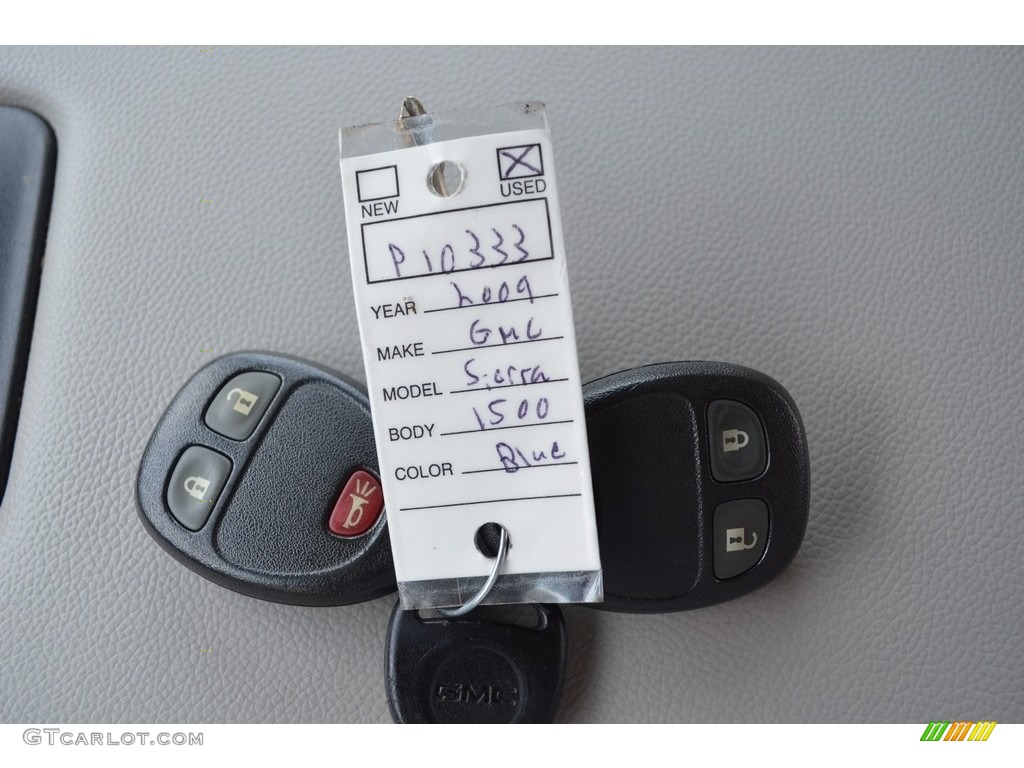 NEW USED
P10333
YEAR 2009
MAKE GMC
MODEL Sierra
BODY 1500
COLOR Blue
GMC
GTcarlot.com